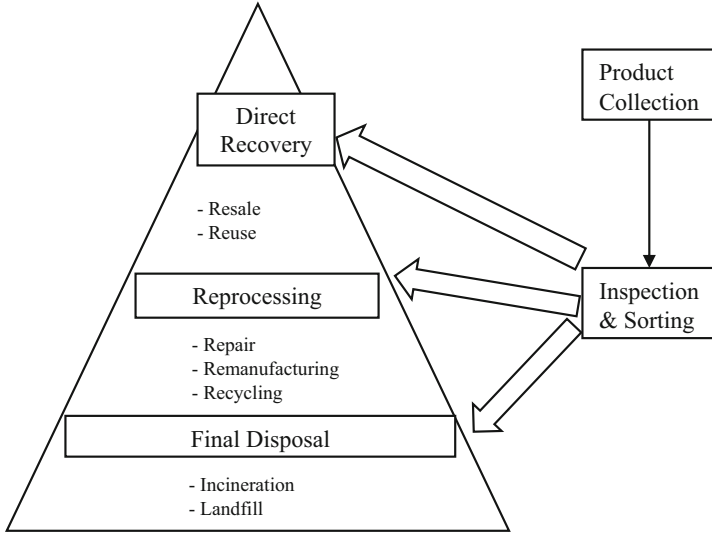 Direct
Recovery
- Resale
- Reuse
Reprocessing
- Repair
- Remanufacturing
- Recycling
Final Disposal
- Incineration
- Landfill
Product
Collection
Inspection
& Sorting